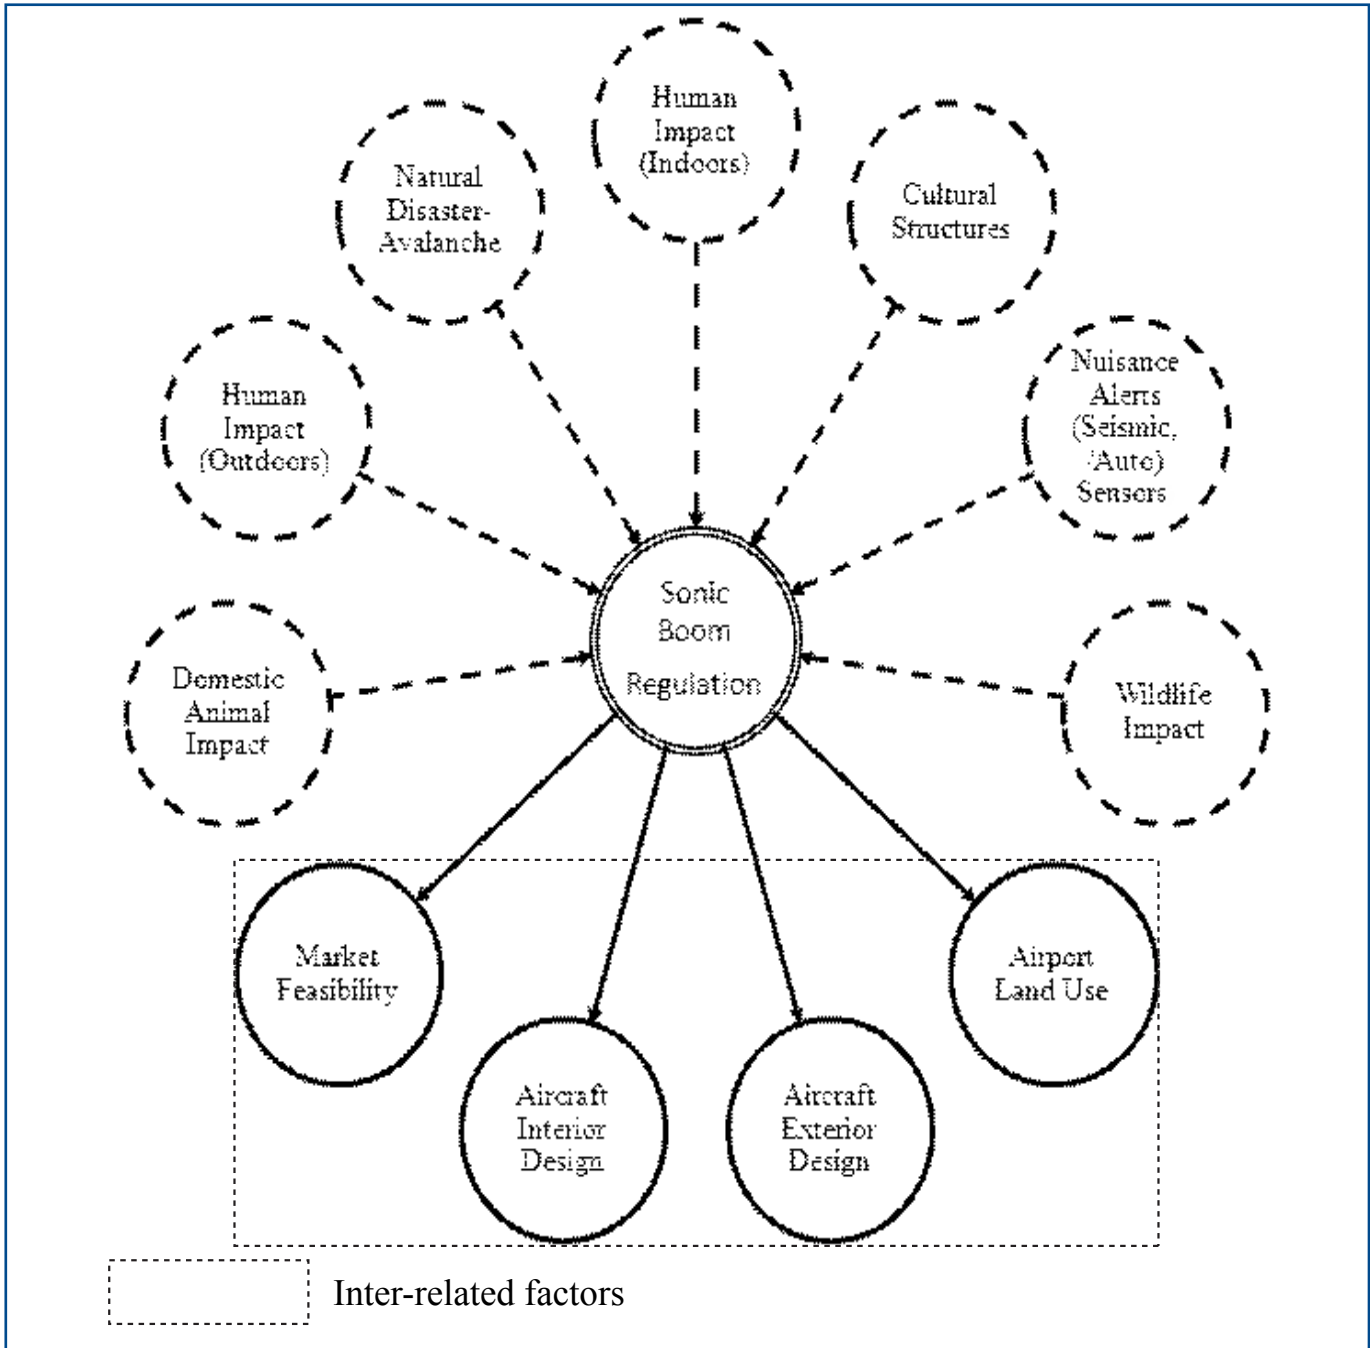 Human
Impact
(Indoors)
Natural
Disaster-
Avalanche
Cultural
Structures
Human
Impact
(Outdoors)
Nuisance
Alerts
(Seismic,
/Auto)
Sensors
Sonic
Boom
Regulation
Domestic
Animal
Impact
Wildlife
Impact
Market
Feasibility
Airport
Land Use
Aircraft
Interior
Design
Aircraft
Exterior
Design
Inter-related factors